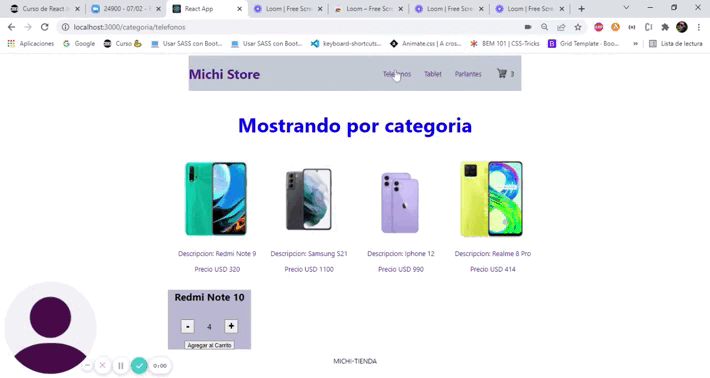 Curso de React J
24900 - 07/02 -
React App
Loom | Free Scre
Loom – Free Scre
Loom | Free Scre
Loom | Free Scre
localhost:3000/categoria/telefonos
Aplicaciones
Google
Curso
Usar SASS con Boot...
Usar SASS con Boot...
keyboard-shortcuts...
Animate.css | A cros...
BEM 101 | CSS-Tricks
Grid Template · Boo...
»
Lista de lectura
Michi Store
Telefonos
Tablet
Parlantes
3
Mostrando por categoria
Descripcion: Redmi Note 9
Descripcion: Samsung S21
Descripcion: Iphone 12
Descripcion: Realme 8 Pro
Precio USD 320
Precio USD 1100
Precio USD 990
Precio USD 414
Redmi Note 10
-
4
+
Agregar al Carrito
0:00
MICHI-TIENDA